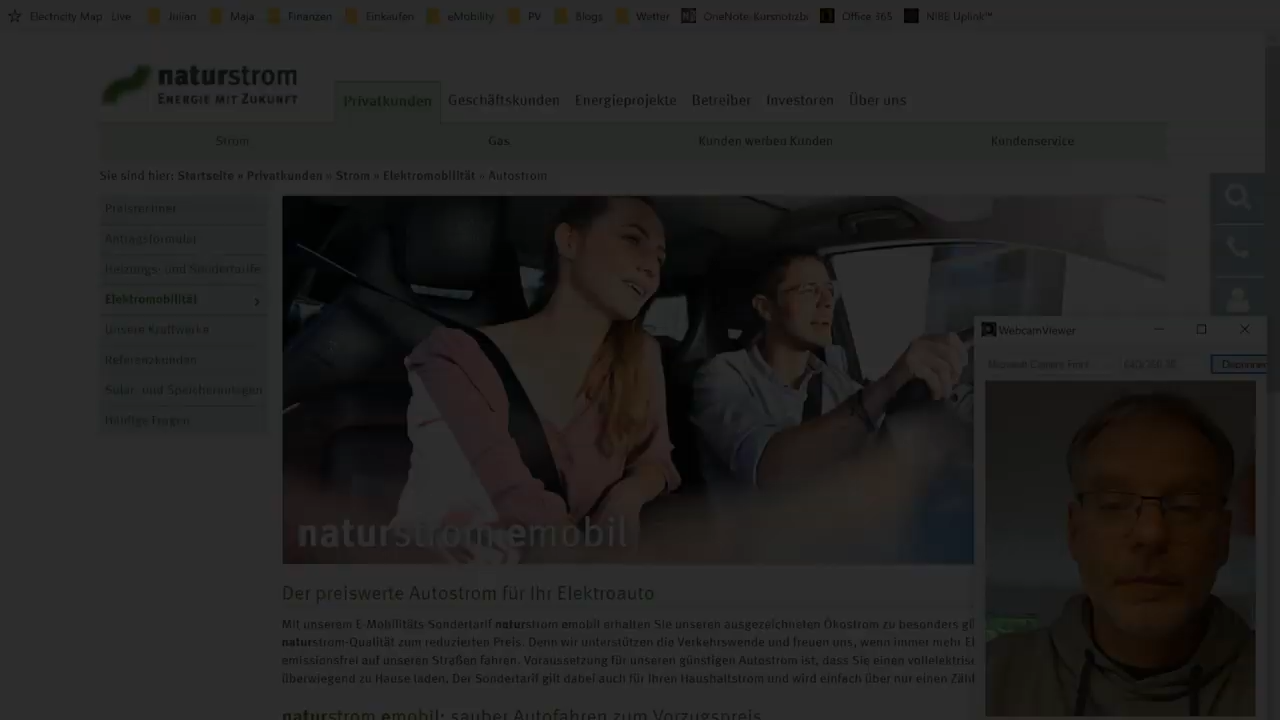 Electricity Map Live
Julian
Maja
Finanzen
Einkaufen
eMobility
PV
Blogs
Wetter
OneNote-Kursnotizbu
Office 365
NIBE Uplink™
naturstrom
ENERGIE MIT ZUKUNFT
Privatkunden
Geschäftskunden
Energieprojekte
Betreiber
Investoren
Über uns
Strom
Gas
Kunden werben Kunden
Kundenservice
Sie sind hier: Startseite » Privatkunden » Strom » Elektromobilität » Autostrom
Preisrechner
Antragsformular
Heizungs- und Sondertarife
Elektromobilität
Unsere Kraftwerke
Referenzkunden
Solar- und Speicheranlagen
Häufige Fragen
WebcamViewer
Microsoft Camera Front
Disconnec
naturstrom emobil
Der preiswerte Autostrom für Ihr Elektroauto
Mit unserem E-Mobilitäts-Sondertarif naturstrom emobil erhalten Sie unseren ausgezeichneten Ökostrom zu besonders gü
naturstrom-Qualität zum reduzierten Preis. Denn wir unterstützen die Verkehrswende und freuen uns, wenn immer mehr El
emissionsfrei auf unseren Straßen fahren. Voraussetzung für unseren günstigen Autostrom ist, dass Sie einen vollelektrisc
überwiegend zu Hause laden. Der Sondertarif gilt dabei auch für Ihren Haushaltstrom und wird einfach über nur einen Zähl
naturstrom emobil: sauber Autofahren zum Vorzugspreis